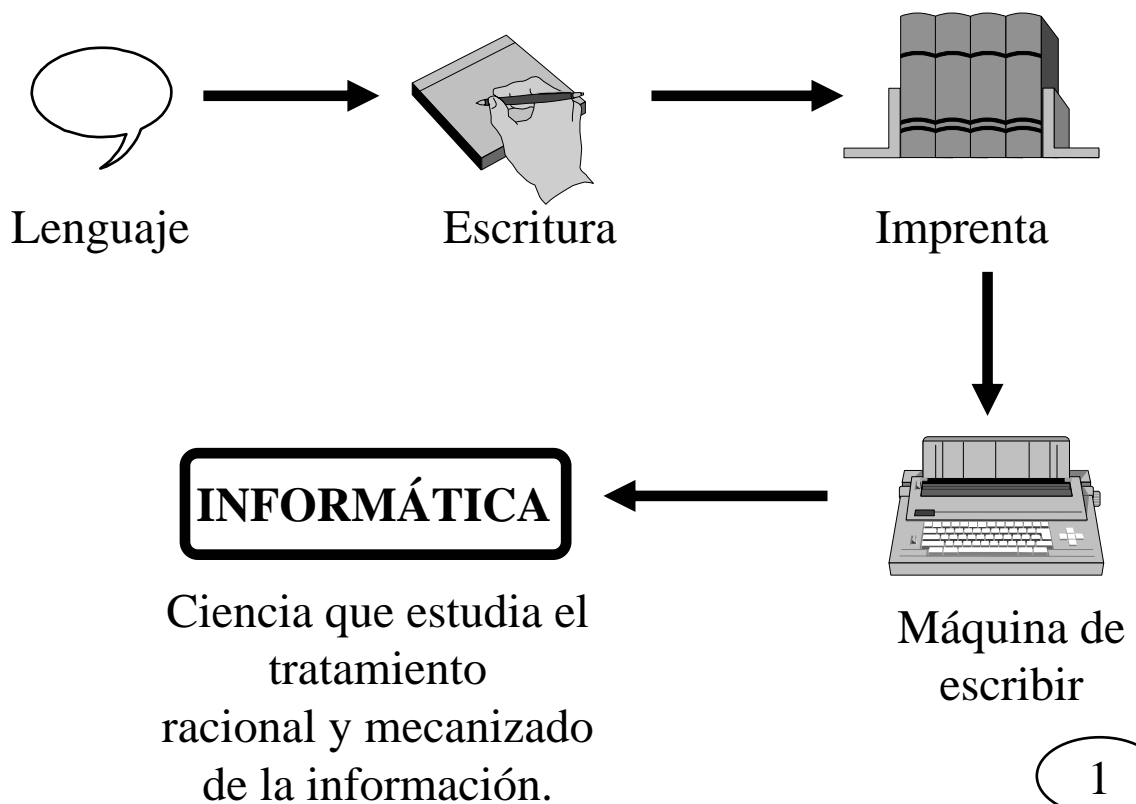 Lenguaje
Escritura
Imprenta
Máquina de
escribir
INFORMÁTICA
Ciencia que estudia el
tratamiento
racional y mecanizado
de la información.
1